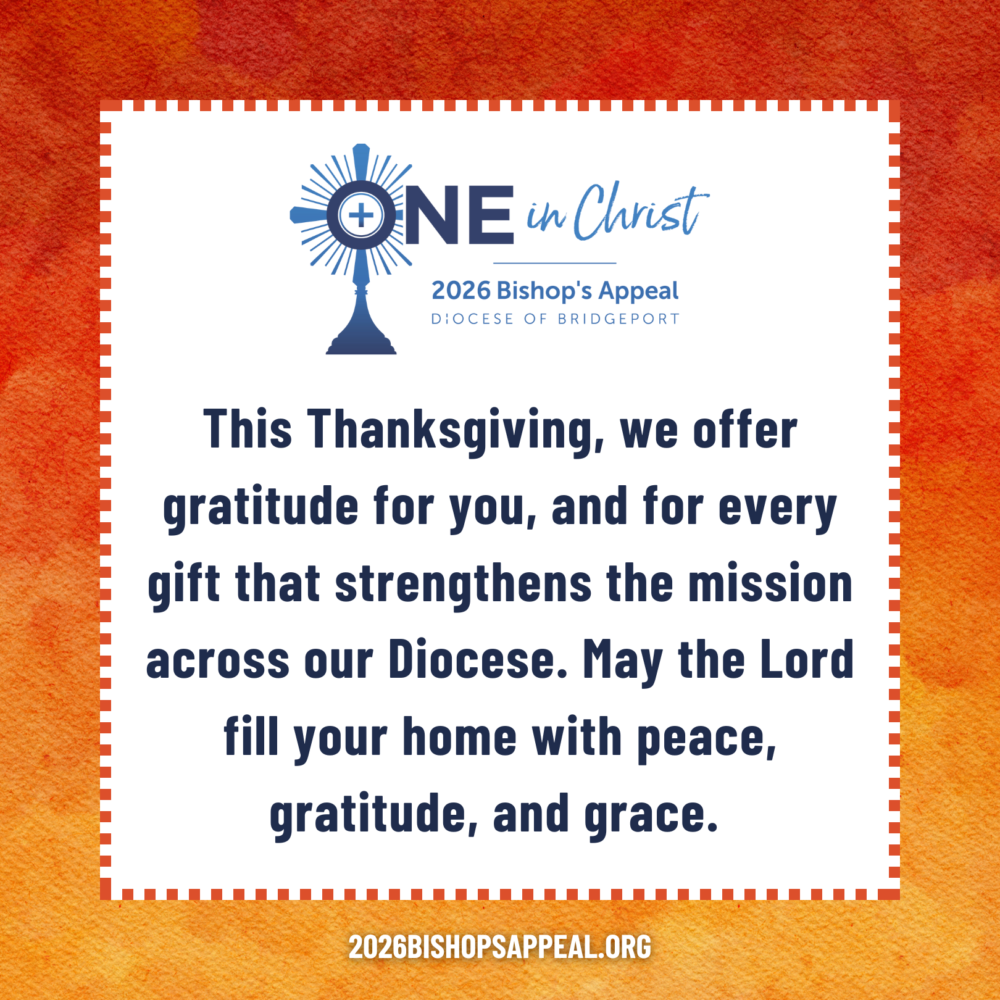 ONE in Christ
2026 Bishop's Appeal
DIOCESE OF BRIDGEPORT
This Thanksgiving, we offer
gratitude for you, and for every
gift that strengthens the mission
across our Diocese. May the Lord
fill your home with peace,
gratitude, and grace.
2026BISHOPSAPPEAL.ORG